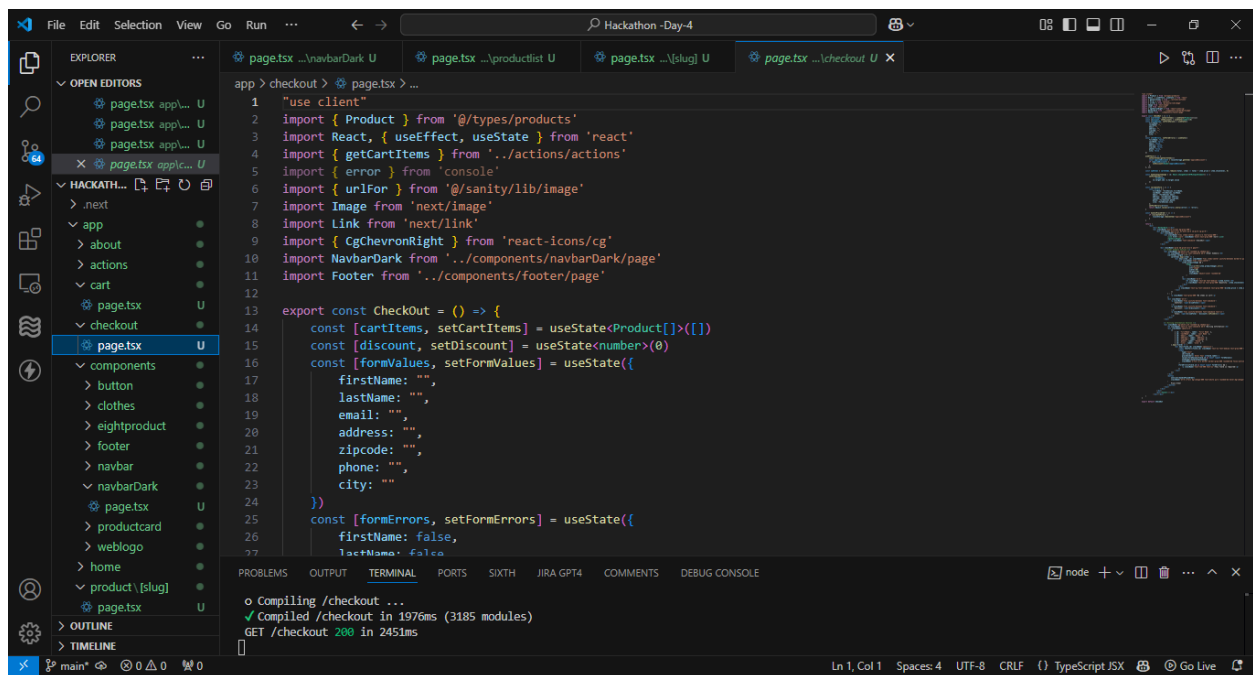 File Edit Selection View Go Run ··· ← → Hackathon -Day-4
EXPLORER ···
OPEN EDITORS
page.tsx app\... U
page.tsx app\... U
page.tsx app\... U
page.tsx app\c... U
HACKATH...
.next
app
about
actions
cart
page.tsx U
checkout
page.tsx U
components
button
clothes
eightproduct
footer
navbar
navbarDark
page.tsx U
productcard
weblogo
home
product\[slug]
page.tsx U
OUTLINE
TIMELINE
64
page.tsx ...\navbarDark U page.tsx ...\productlist U page.tsx ...\[slug] U page.tsx ...\checkout U
app > checkout > page.tsx > ...
1 "use client"
2 import { Product } from '@/types/products'
3 import React, { useEffect, useState } from 'react'
4 import { getCartItems } from '../actions/actions'
5 import { error } from 'console'
6 import { urlFor } from '@/sanity/lib/image'
7 import Image from 'next/image'
8 import Link from 'next/link'
9 import { CgChevronRight } from 'react-icons/cg'
10 import NavbarDark from '../components/navbarDark/page'
11 import Footer from '../components/footer/page'
12
13 export const CheckOut = () => {
14 const [cartItems, setCartItems] = useState<Product[]>([])
15 const [discount, setDiscount] = useState<number>(0)
16 const [formValues, setFormValues] = useState({
17 firstName: "",
18 lastName: "",
19 email: "",
20 address: "",
21 zipcode: "",
22 phone: "",
23 city: ""
24 })
25 const [formErrors, setFormErrors] = useState({
26 firstName: false,
27 lastName: false
PROBLEMS OUTPUT TERMINAL PORTS SIXTH JIRA GPT4 COMMENTS DEBUG CONSOLE node
o Compiling /checkout ...
✓ Compiled /checkout in 1976ms (3185 modules)
GET /checkout 200 in 2451ms
main* 0 0 0 Ln 1, Col 1 Spaces: 4 UTF-8 CRLF {} TypeScript JSX Go Live